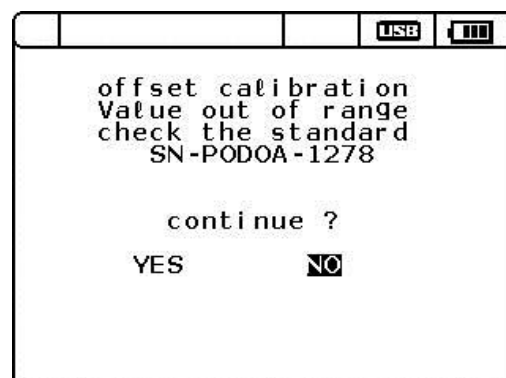 USB
offset calibration
Value out of range
check the standard
SN-PODOA-1278
continue ?
YES NO